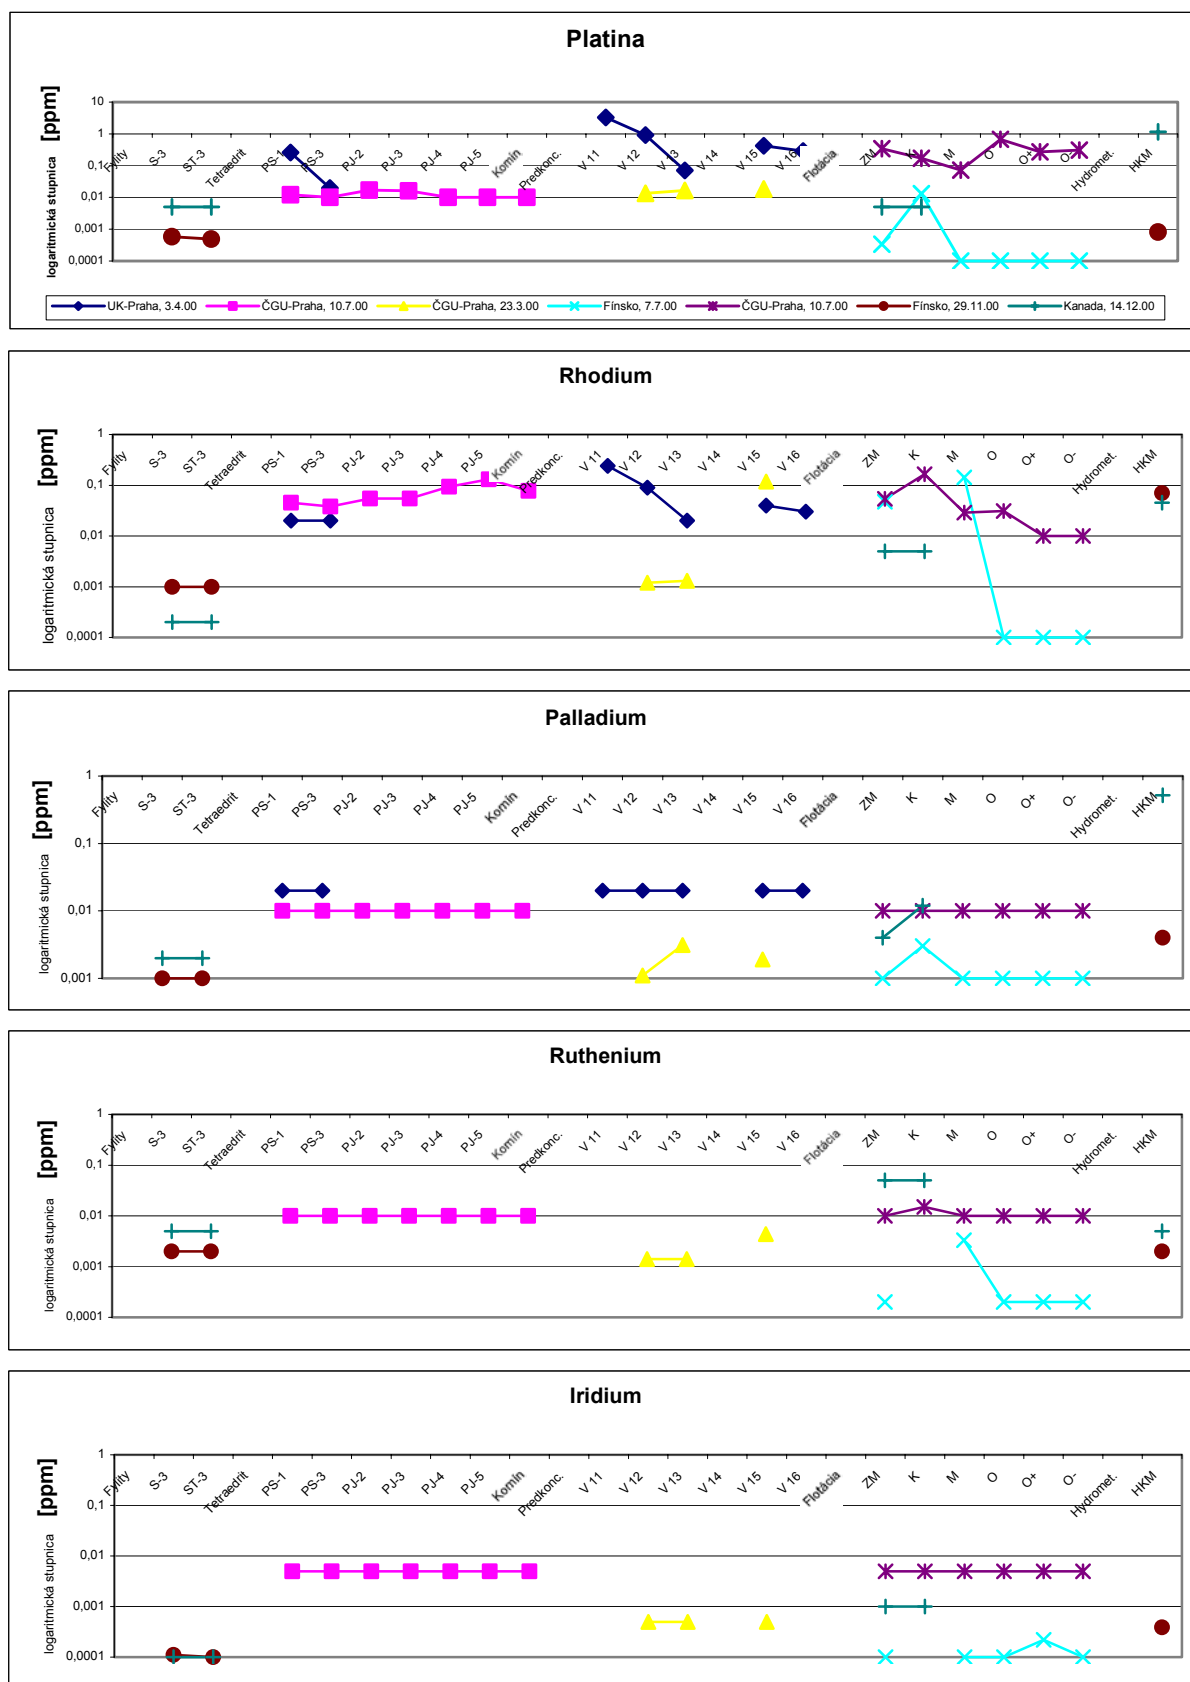 Platina
logaritmická stupnica [ppm]
10
1
0,1
0,01
0,001
0,0001
Fylity S-3 ST-3 Tetraedrit PS-1 PS-3 PJ-2 PJ-3 PJ-4 PJ-5 Komín Predkonc. V 11 V 12 V 13 V 14 V 15 V 16 Flotácia ZM K M O O+ O- Hydromet. HKM
UK-Praha, 3.4.00 ČGU-Praha, 10.7.00 ČGU-Praha, 23.3.00 Fínsko, 7.7.00 ČGU-Praha, 10.7.00 Fínsko, 29.11.00 Kanada, 14.12.00
Rhodium
logaritmická stupnica [ppm]
1
0,1
0,01
0,001
0,0001
Fylity S-3 ST-3 Tetraedrit PS-1 PS-3 PJ-2 PJ-3 PJ-4 PJ-5 Komín Predkonc. V 11 V 12 V 13 V 14 V 15 V 16 Flotácia ZM K M O O+ O- Hydromet. HKM
Palladium
logaritmická stupnica [ppm]
1
0,1
0,01
0,001
Fylity S-3 ST-3 Tetraedrit PS-1 PS-3 PJ-2 PJ-3 PJ-4 PJ-5 Komín Predkonc. V 11 V 12 V 13 V 14 V 15 V 16 Flotácia ZM K M O O+ O- Hydromet. HKM
Ruthenium
logaritmická stupnica [ppm]
1
0,1
0,01
0,001
0,0001
Fylity S-3 ST-3 Tetraedrit PS-1 PS-3 PJ-2 PJ-3 PJ-4 PJ-5 Komín Predkonc. V 11 V 12 V 13 V 14 V 15 V 16 Flotácia ZM K M O O+ O- Hydromet. HKM
Iridium
logaritmická stupnica [ppm]
1
0,1
0,01
0,001
0,0001
Fylity S-3 ST-3 Tetraedrit PS-1 PS-3 PJ-2 PJ-3 PJ-4 PJ-5 Komín Predkonc. V 11 V 12 V 13 V 14 V 15 V 16 Flotácia ZM K M O O+ O- Hydromet. HKM